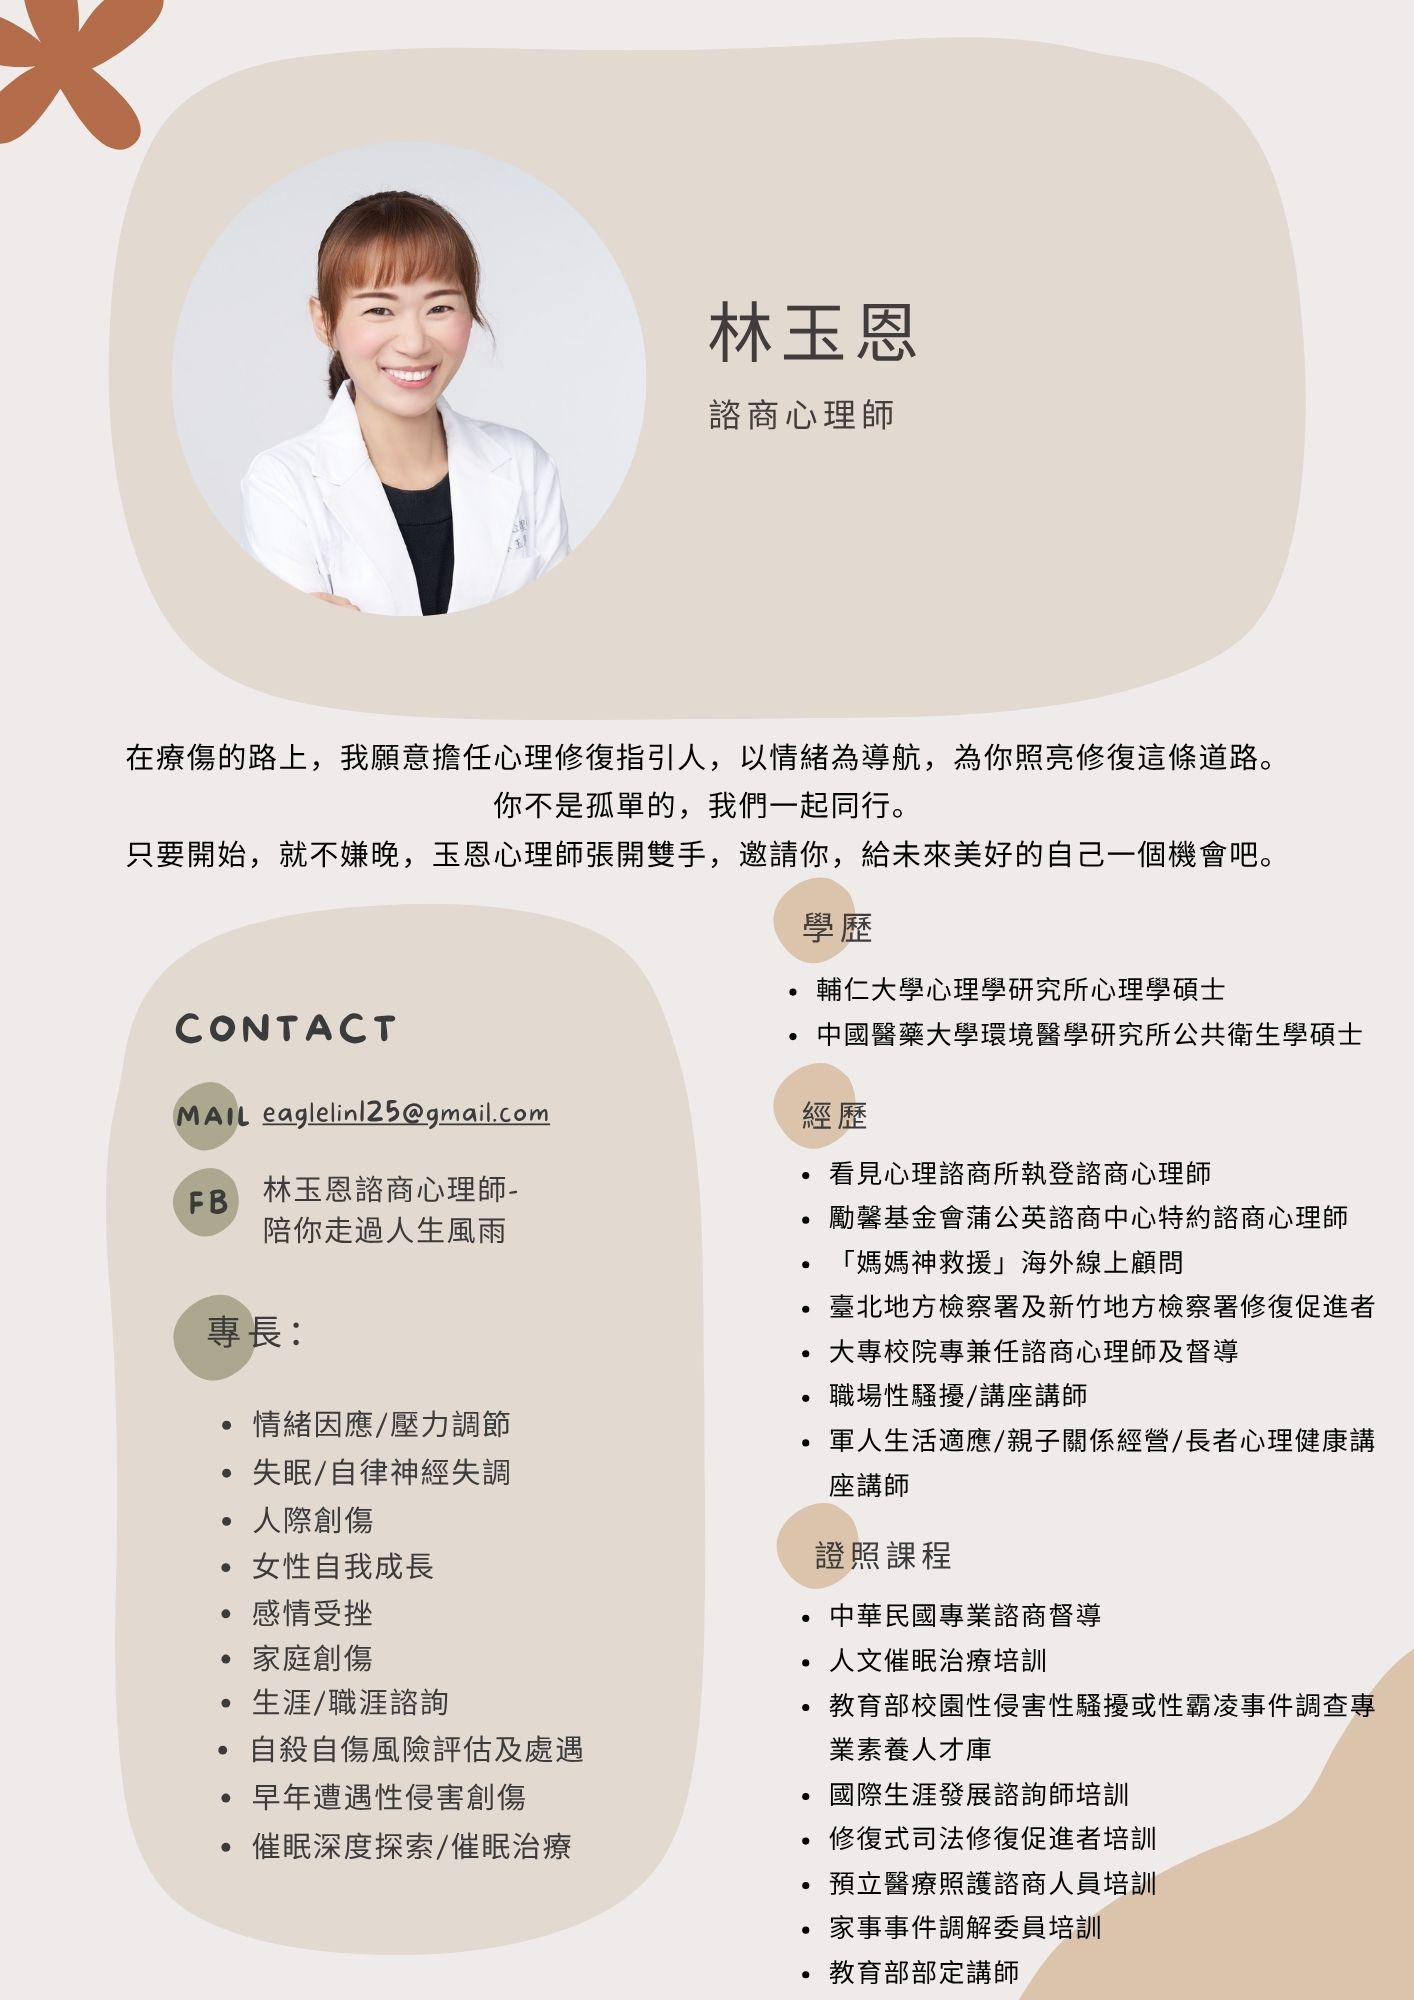 林玉恩
諮商心理師
在療傷的路上，我願意擔任心理修復指引人，以情緒為導航，為你照亮修復這條道路。
你不是孤單的，我們一起同行。
只要開始，就不嫌晚，玉恩心理師張開雙手，邀請你，給未來美好的自己一個機會吧。
CONTACT
MAIL eaglelin125@gmail.com
FB 林玉恩諮商心理師-
陪你走過人生風雨
專長：
• 情緒因應/壓力調節
• 失眠/自律神經失調
• 人際創傷
• 女性自我成長
• 感情受挫
• 家庭創傷
• 生涯/職涯諮詢
• 自殺自傷風險評估及處遇
• 早年遭遇性侵害創傷
• 催眠深度探索/催眠治療
學歷
• 輔仁大學心理學研究所心理學碩士
• 中國醫藥大學環境醫學研究所公共衛生學碩士
經歷
• 看見心理諮商所執登諮商心理師
• 勵馨基金會蒲公英諮商中心特約諮商心理師
• 「媽媽神救援」海外線上顧問
• 臺北地方檢察署及新竹地方檢察署修復促進者
• 大專校院專兼任諮商心理師及督導
• 職場性騷擾/講座講師
• 軍人生活適應/親子關係經營/長者心理健康講
座講師
證照課程
• 中華民國專業諮商督導
• 人文催眠治療培訓
• 教育部校園性侵害性騷擾或性霸凌事件調查專
業素養人才庫
• 國際生涯發展諮詢師培訓
• 修復式司法修復促進者培訓
• 預立醫療照護諮商人員培訓
• 家事事件調解委員培訓
• 教育部部定講師